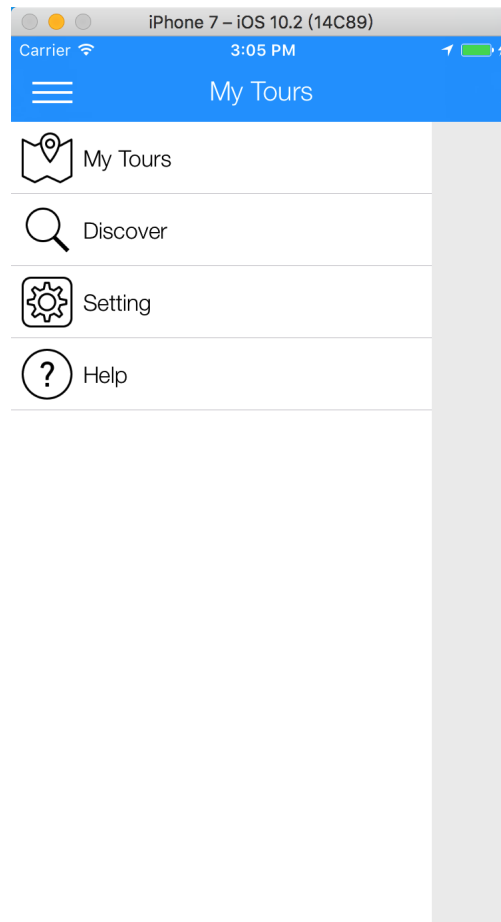 iPhone 7 – iOS 10.2 (14C89)
Carrier 3:05 PM
My Tours
My Tours
Discover
Setting
? Help